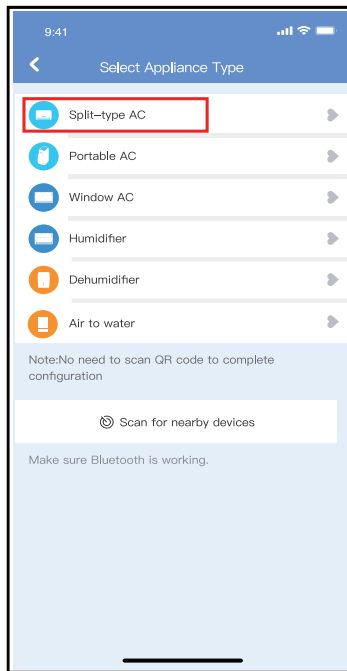 9:41
Select Appliance Type
Split–type AC
Portable AC
Window AC
Humidifier
Dehumidifier
Air to water
Note:No need to scan QR code to complete
configuration
Scan for nearby devices
Make sure Bluetooth is working.